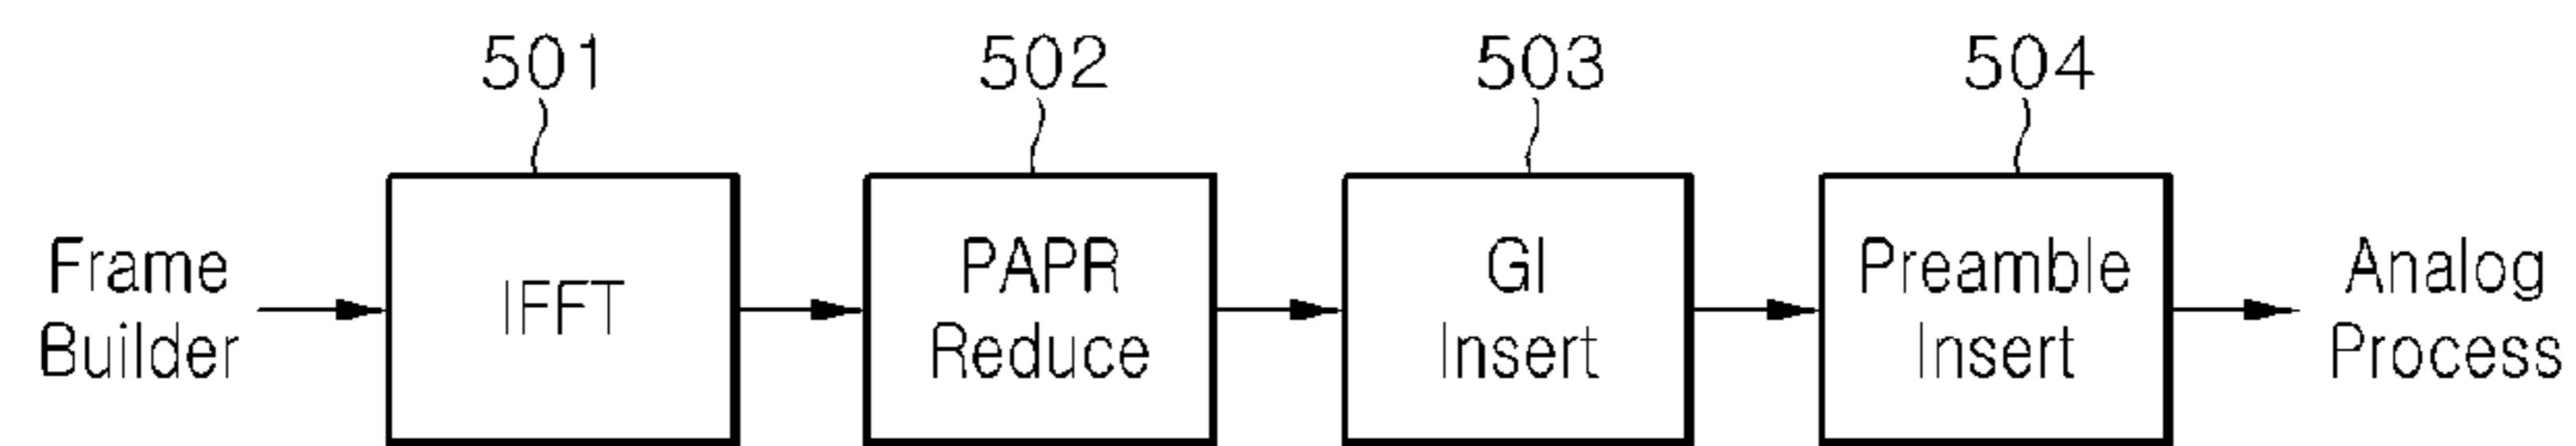 501
502
503
504
Frame
Builder
IFFT
PAPR
Reduce
GI
Insert
Preamble
Insert
Analog
Process